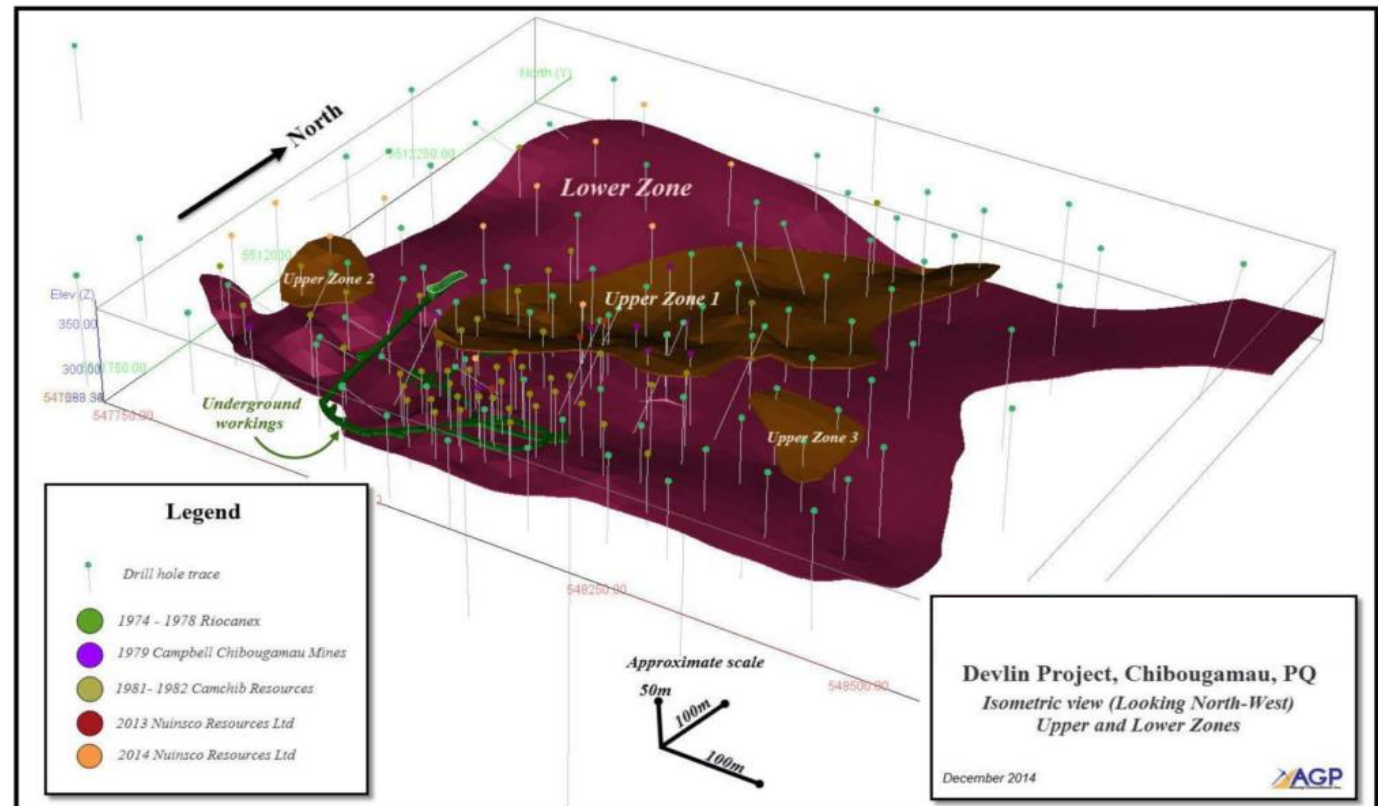 North
North (Y)
5512250.00
Lower Zone
Upper Zone 2
Upper Zone 1
Elev (Z)
350.00
300.00
547750.00
Underground
workings
Upper Zone 3
548250.00
548500.00
Legend
Drill hole trace
1974 - 1978 Riocanex
1979 Campbell Chibougamau Mines
1981- 1982 Camchib Resources
2013 Nuinsco Resources Ltd
2014 Nuinsco Resources Ltd
Approximate scale
50m
100m
100m
Devlin Project, Chibougamau, PQ
Isometric view (Looking North-West)
Upper and Lower Zones
December 2014
AGP